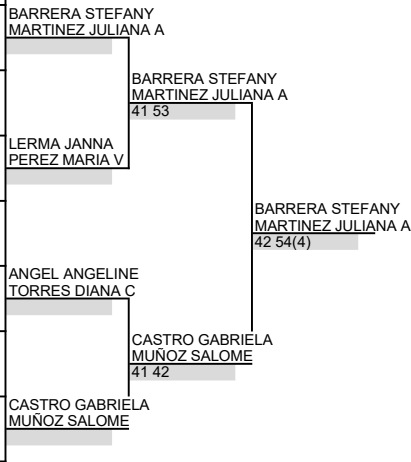 BARRERA STEFANY
MARTINEZ JULIANA A
BARRERA STEFANY
MARTINEZ JULIANA A
41 53
LERMA JANNA
PEREZ MARIA V
BARRERA STEFANY
MARTINEZ JULIANA A
42 54(4)
ANGEL ANGELINE
TORRES DIANA C
CASTRO GABRIELA
MUÑOZ SALOME
41 42
CASTRO GABRIELA
MUÑOZ SALOME